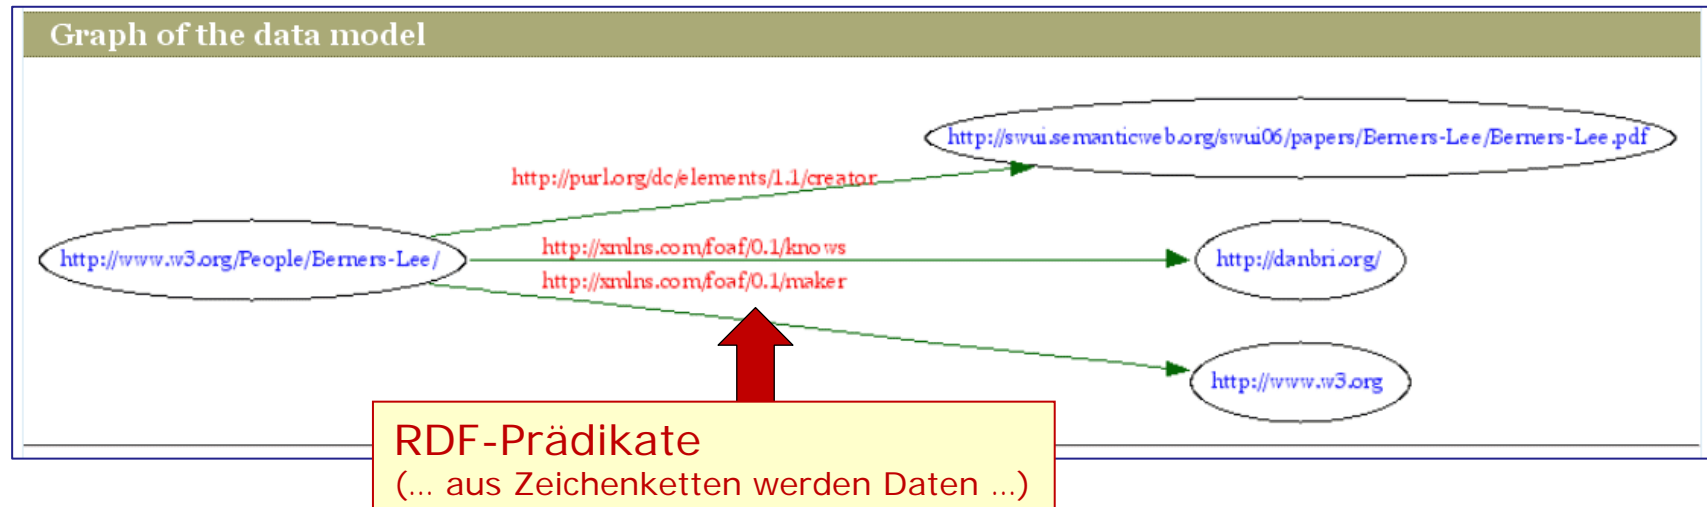 Graph of the data model
http://swui.semanticweb.org/swui06/papers/Berners-Lee/Berners-Lee.pdf
http://purl.org/dc/elements/1.1/creator
http://www.w3.org/People/Berners-Lee/
http://xmlns.com/foaf/0.1/knows
http://danbri.org/
http://xmlns.com/foaf/0.1/maker
http://www.w3.org
RDF-Prädikate
(... aus Zeichenketten werden Daten ...)